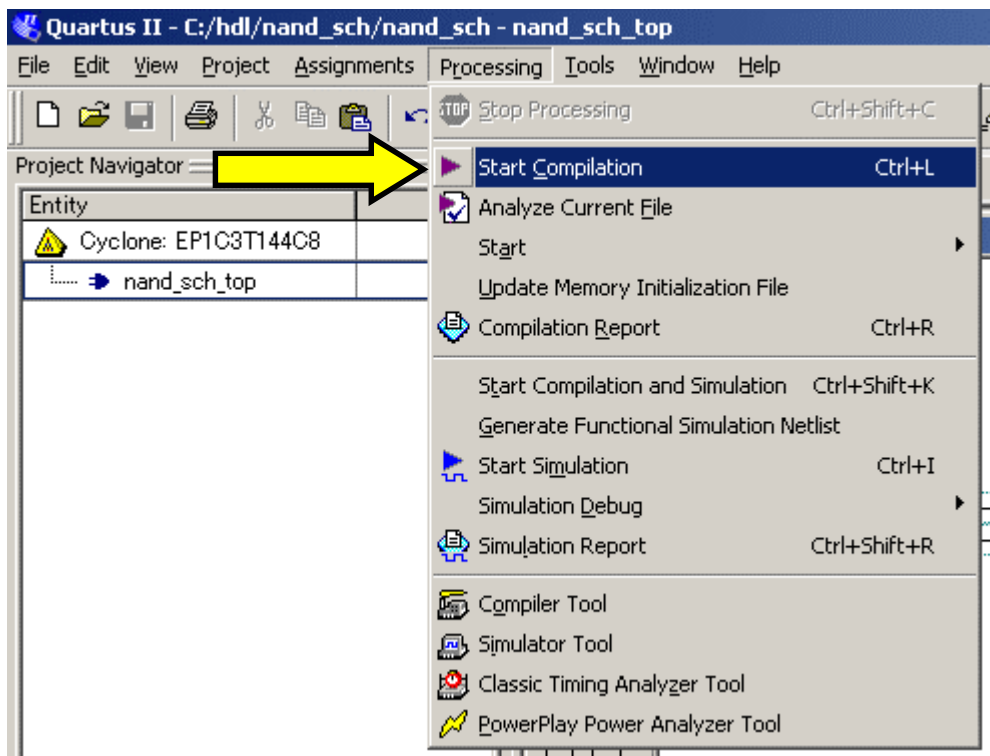 Quartus II - C:/hdl/nand_sch/nand_sch - nand_sch_top
File Edit View Project Assignments Processing Tools Window Help
STOP Stop Processing Ctrl+Shift+C
Project Navigator
Start Compilation Ctrl+L
Entity
Analyze Current File
Cyclone: EP1C3T144C8
Start
nand_sch_top
Update Memory Initialization File
Compilation Report Ctrl+R
Start Compilation and Simulation Ctrl+Shift+K
Generate Functional Simulation Netlist
Start Simulation Ctrl+I
Simulation Debug
Simulation Report Ctrl+Shift+R
Compiler Tool
Simulator Tool
Classic Timing Analyzer Tool
PowerPlay Power Analyzer Tool